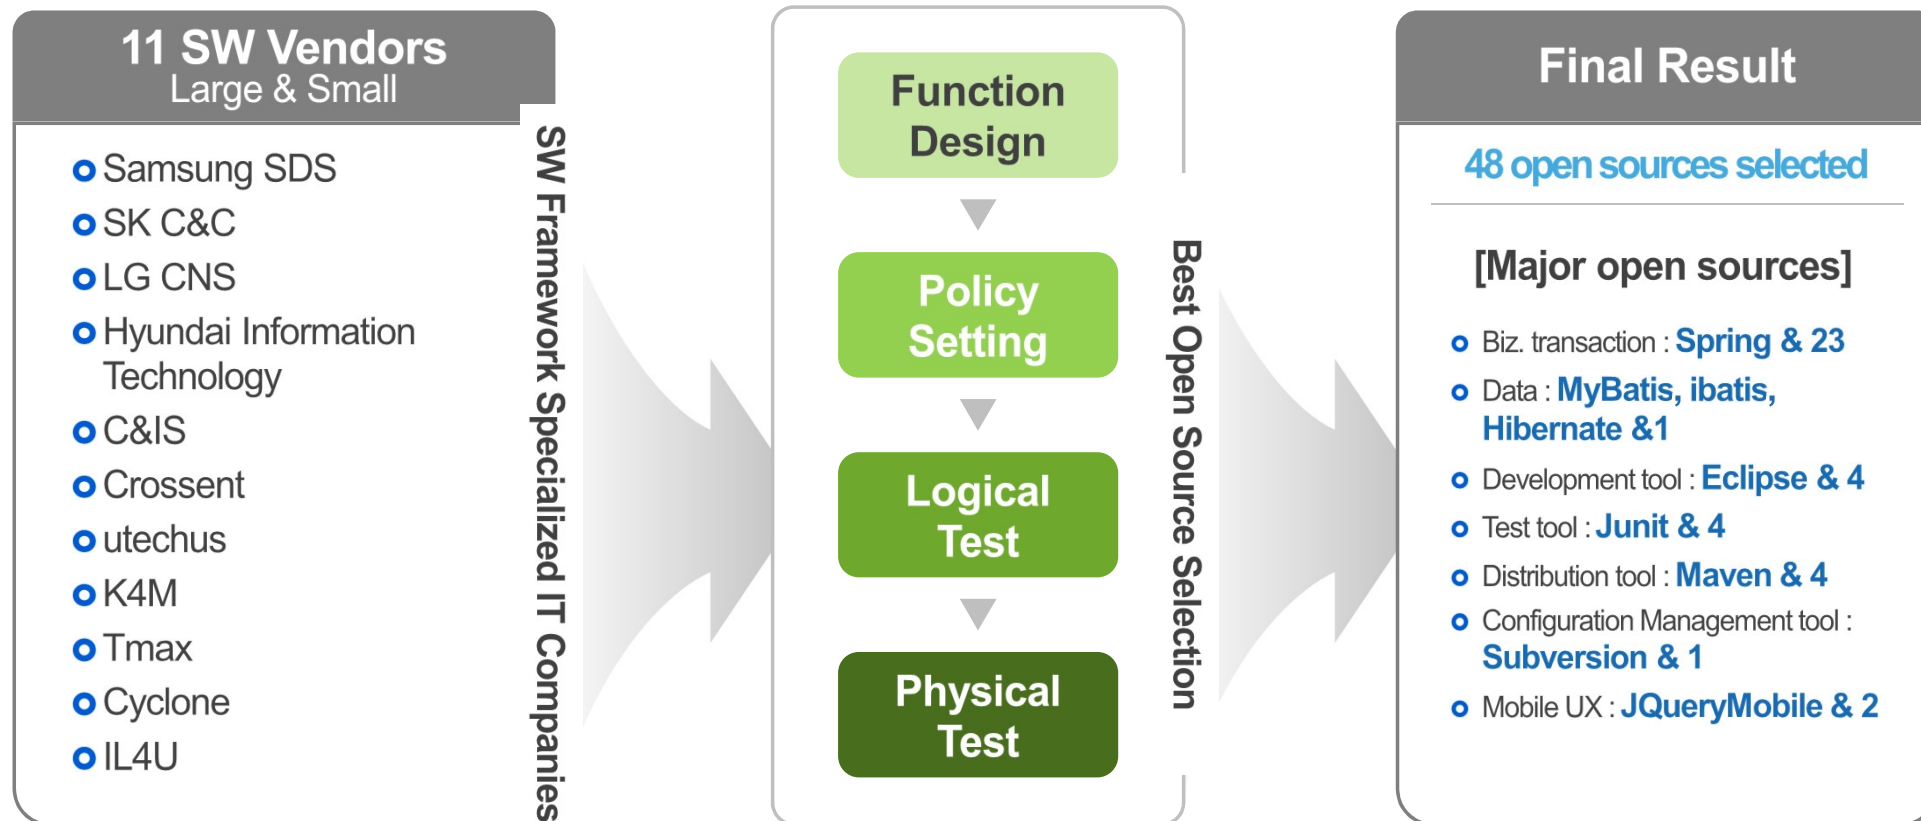 11 SW Vendors
Large & Small
Samsung SDS
SK C&C
LG CNS
Hyundai Information
Technology
C&IS
Crossent
utechus
K4M
Tmax
Cyclone
IL4U
SW Framework Specialized IT Companies
Function
Design
Policy
Setting
Logical
Test
Physical
Test
Best Open Source Selection
Final Result
48 open sources selected
[Major open sources]
Biz. transaction : Spring & 23
Data : MyBatis, ibatis,
Hibernate &1
Development tool : Eclipse & 4
Test tool : Junit & 4
Distribution tool : Maven & 4
Configuration Management tool :
Subversion & 1
Mobile UX : JQueryMobile & 2